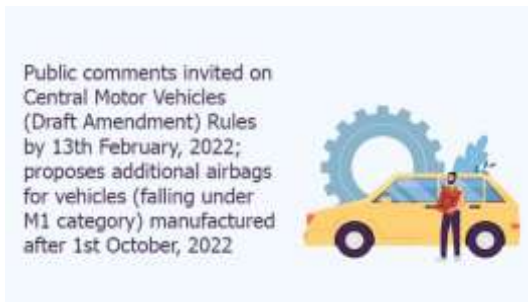 Public comments invited on
Central Motor Vehicles
(Draft Amendment) Rules
by 13th February, 2022;
proposes additional airbags
for vehicles (falling under
M1 category) manufactured
after 1st October, 2022